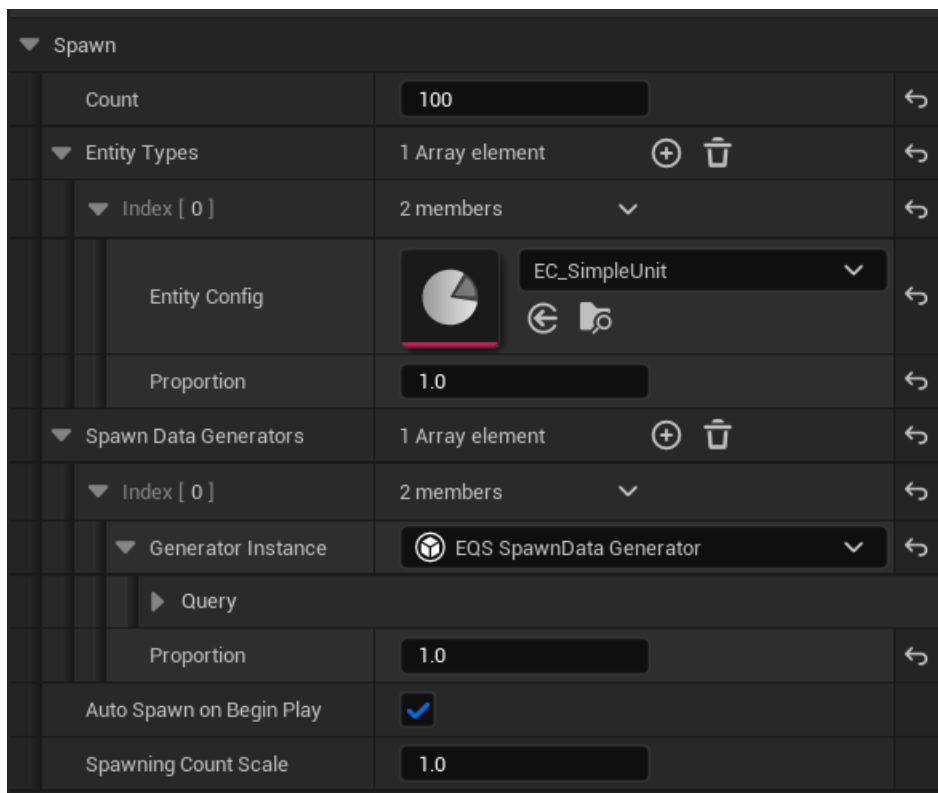 Spawn
Count 100
Entity Types 1 Array element
Index [ 0 ] 2 members
Entity Config EC_SimpleUnit
Proportion 1.0
Spawn Data Generators 1 Array element
Index [ 0 ] 2 members
Generator Instance EQS SpawnData Generator
Query
Proportion 1.0
Auto Spawn on Begin Play
Spawning Count Scale 1.0